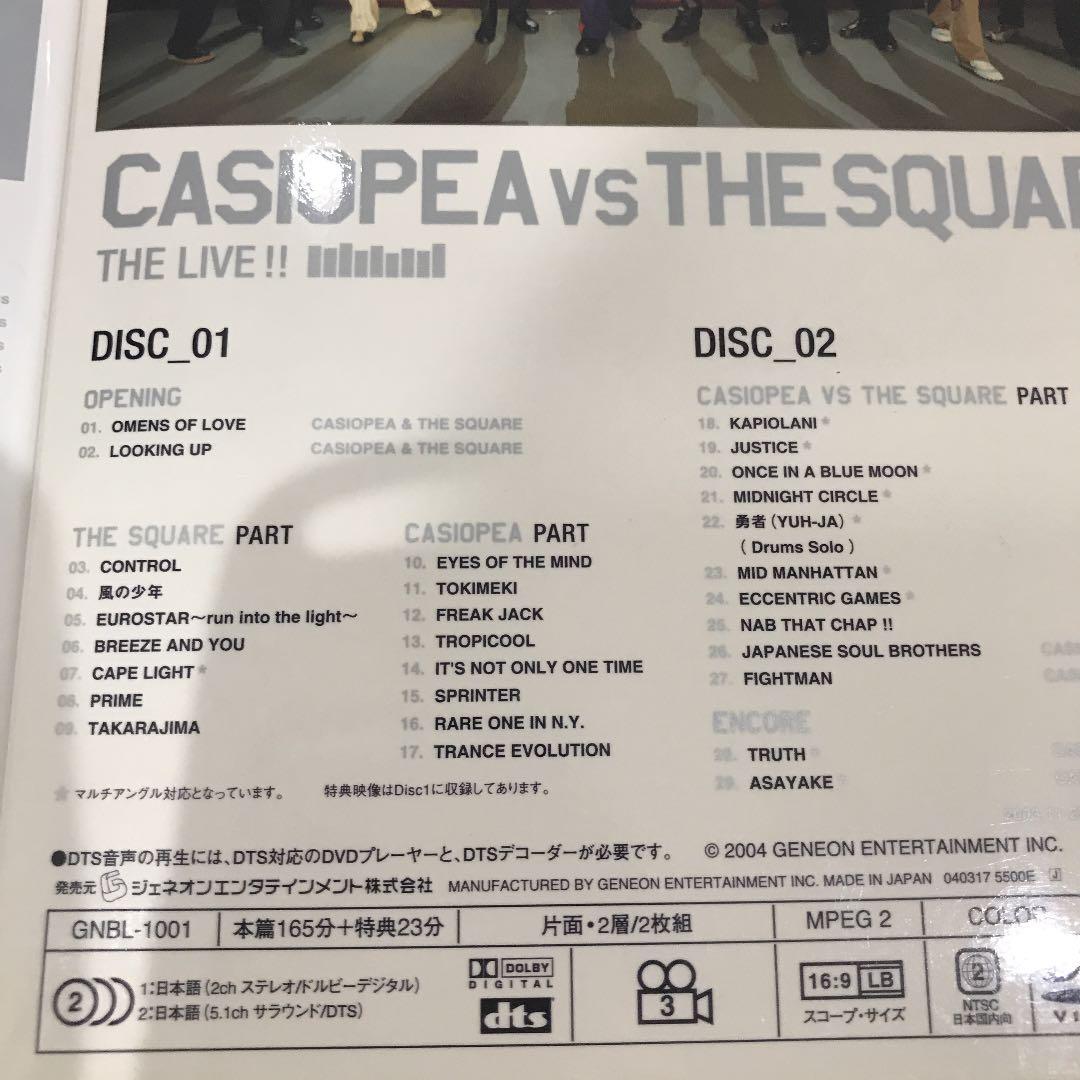 CASIOPEA VS THE SQUA
THE LIVE!!
DISC_01
OPENING
01. OMENS OF LOVE CASIOPEA & THE SQUARE
02. LOOKING UP CASIOPEA & THE SQUARE
THE SQUARE PART
03. CONTROL
04. 風の少年
05. EUROSTAR～run into the light～
06. BREEZE AND YOU
07. CAPE LIGHT*
08. PRIME
09. TAKARAJIMA
CASIOPEA PART
10. EYES OF THE MIND
11. TOKIMEKI
12. FREAK JACK
13. TROPICOOL
14. IT'S NOT ONLY ONE TIME
15. SPRINTER
16. RARE ONE IN N.Y.
17. TRANCE EVOLUTION
DISC_02
CASIOPEA VS THE SQUARE PART
18. KAPIOLANI*
19. JUSTICE*
20. ONCE IN A BLUE MOON*
21. MIDNIGHT CIRCLE*
22. 勇者(YUH-JA)*
( Drums Solo )
23. MID MANHATTAN*
24. ECCENTRIC GAMES*
25. NAB THAT CHAP !!
26. JAPANESE SOUL BROTHERS
27. FIGHTMAN
ENCORE
28. TRUTH*
29. ASAYAKE*
*マルチアングル対応となっています。 特典映像はDisc1に収録してあります。
●DTS音声の再生には、DTS対応のDVDプレーヤーと、DTSデコーダーが必要です。 © 2004 GENEON ENTERTAINMENT INC.
発売元 ジェネオンエンタテインメント株式会社 MANUFACTURED BY GENEON ENTERTAINMENT INC. MADE IN JAPAN 040317 5500E J
GNBL-1001 本篇165分+特典23分 片面・2層/2枚組 MPEG 2 COLOR
2 1:日本語(2ch ステレオ/ドルビーデジタル)
2:日本語(5.1ch サラウンド/DTS)
DOLBY
DIGITAL
dts
3
16:9 LB
スコープ・サイズ
2
NTSC
日本国内向